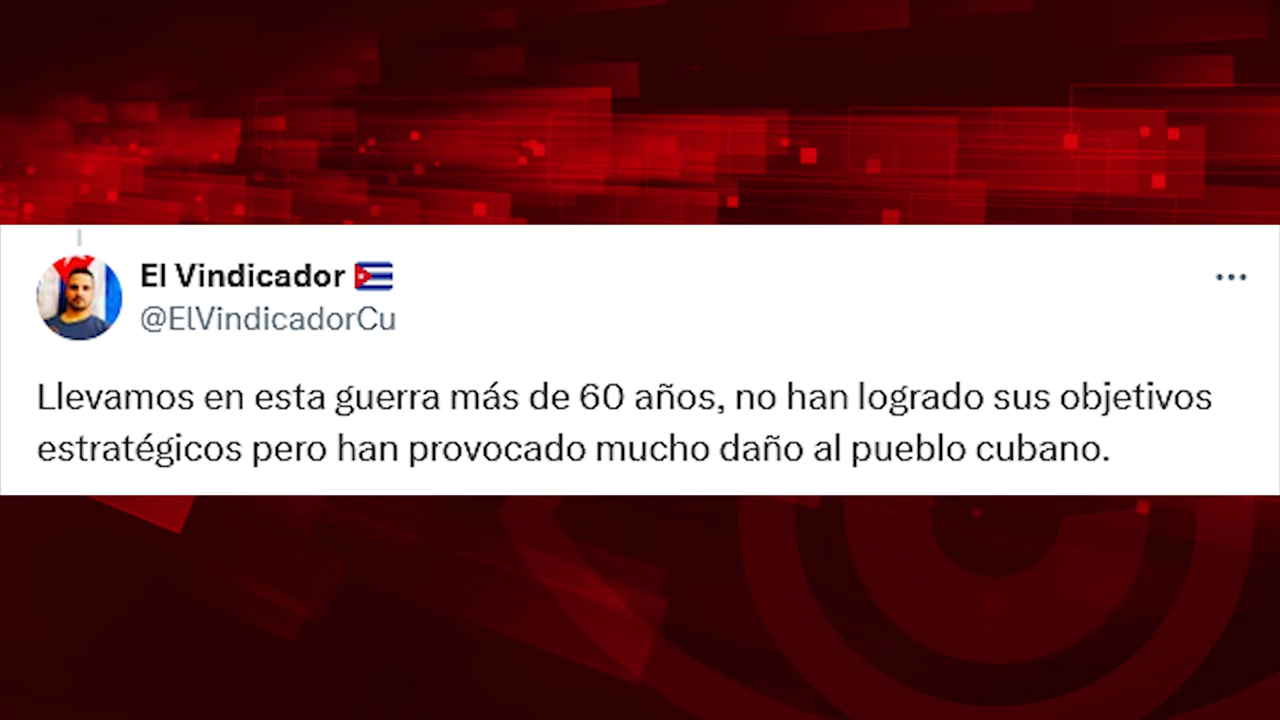 El Vindicador
@ElVindicadorCu
Llevamos en esta guerra más de 60 años, no han logrado sus objetivos
estratégicos pero han provocado mucho daño al pueblo cubano.